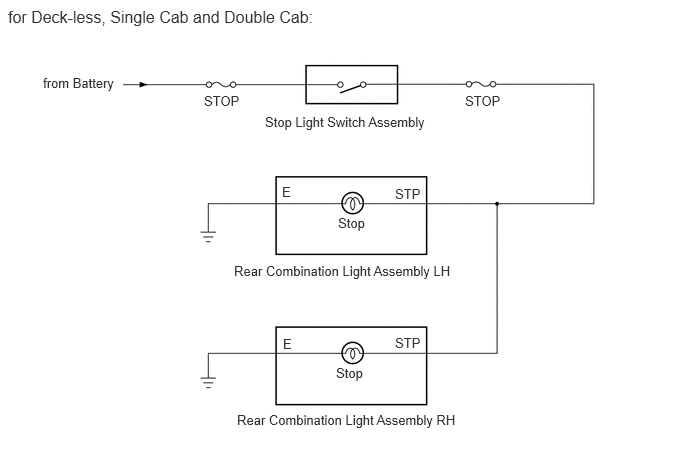 for Deck-less, Single Cab and Double Cab:
from Battery
STOP
STOP
Stop Light Switch Assembly
E
STP
Stop
Rear Combination Light Assembly LH
E
STP
Stop
Rear Combination Light Assembly RH